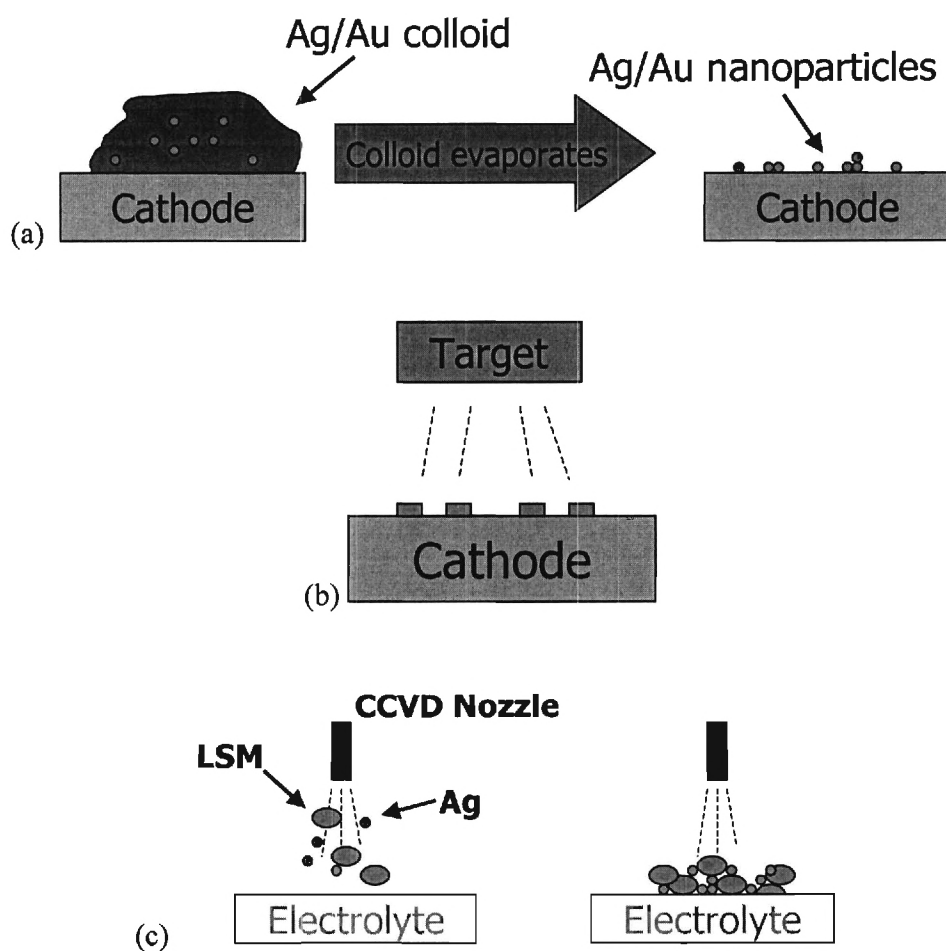 Ag/Au colloid
Ag/Au nanoparticles
Colloid evaporates
Cathode
Cathode
(a)
Target
Cathode
(b)
CCVD Nozzle
LSM
Ag
Electrolyte
Electrolyte
(c)